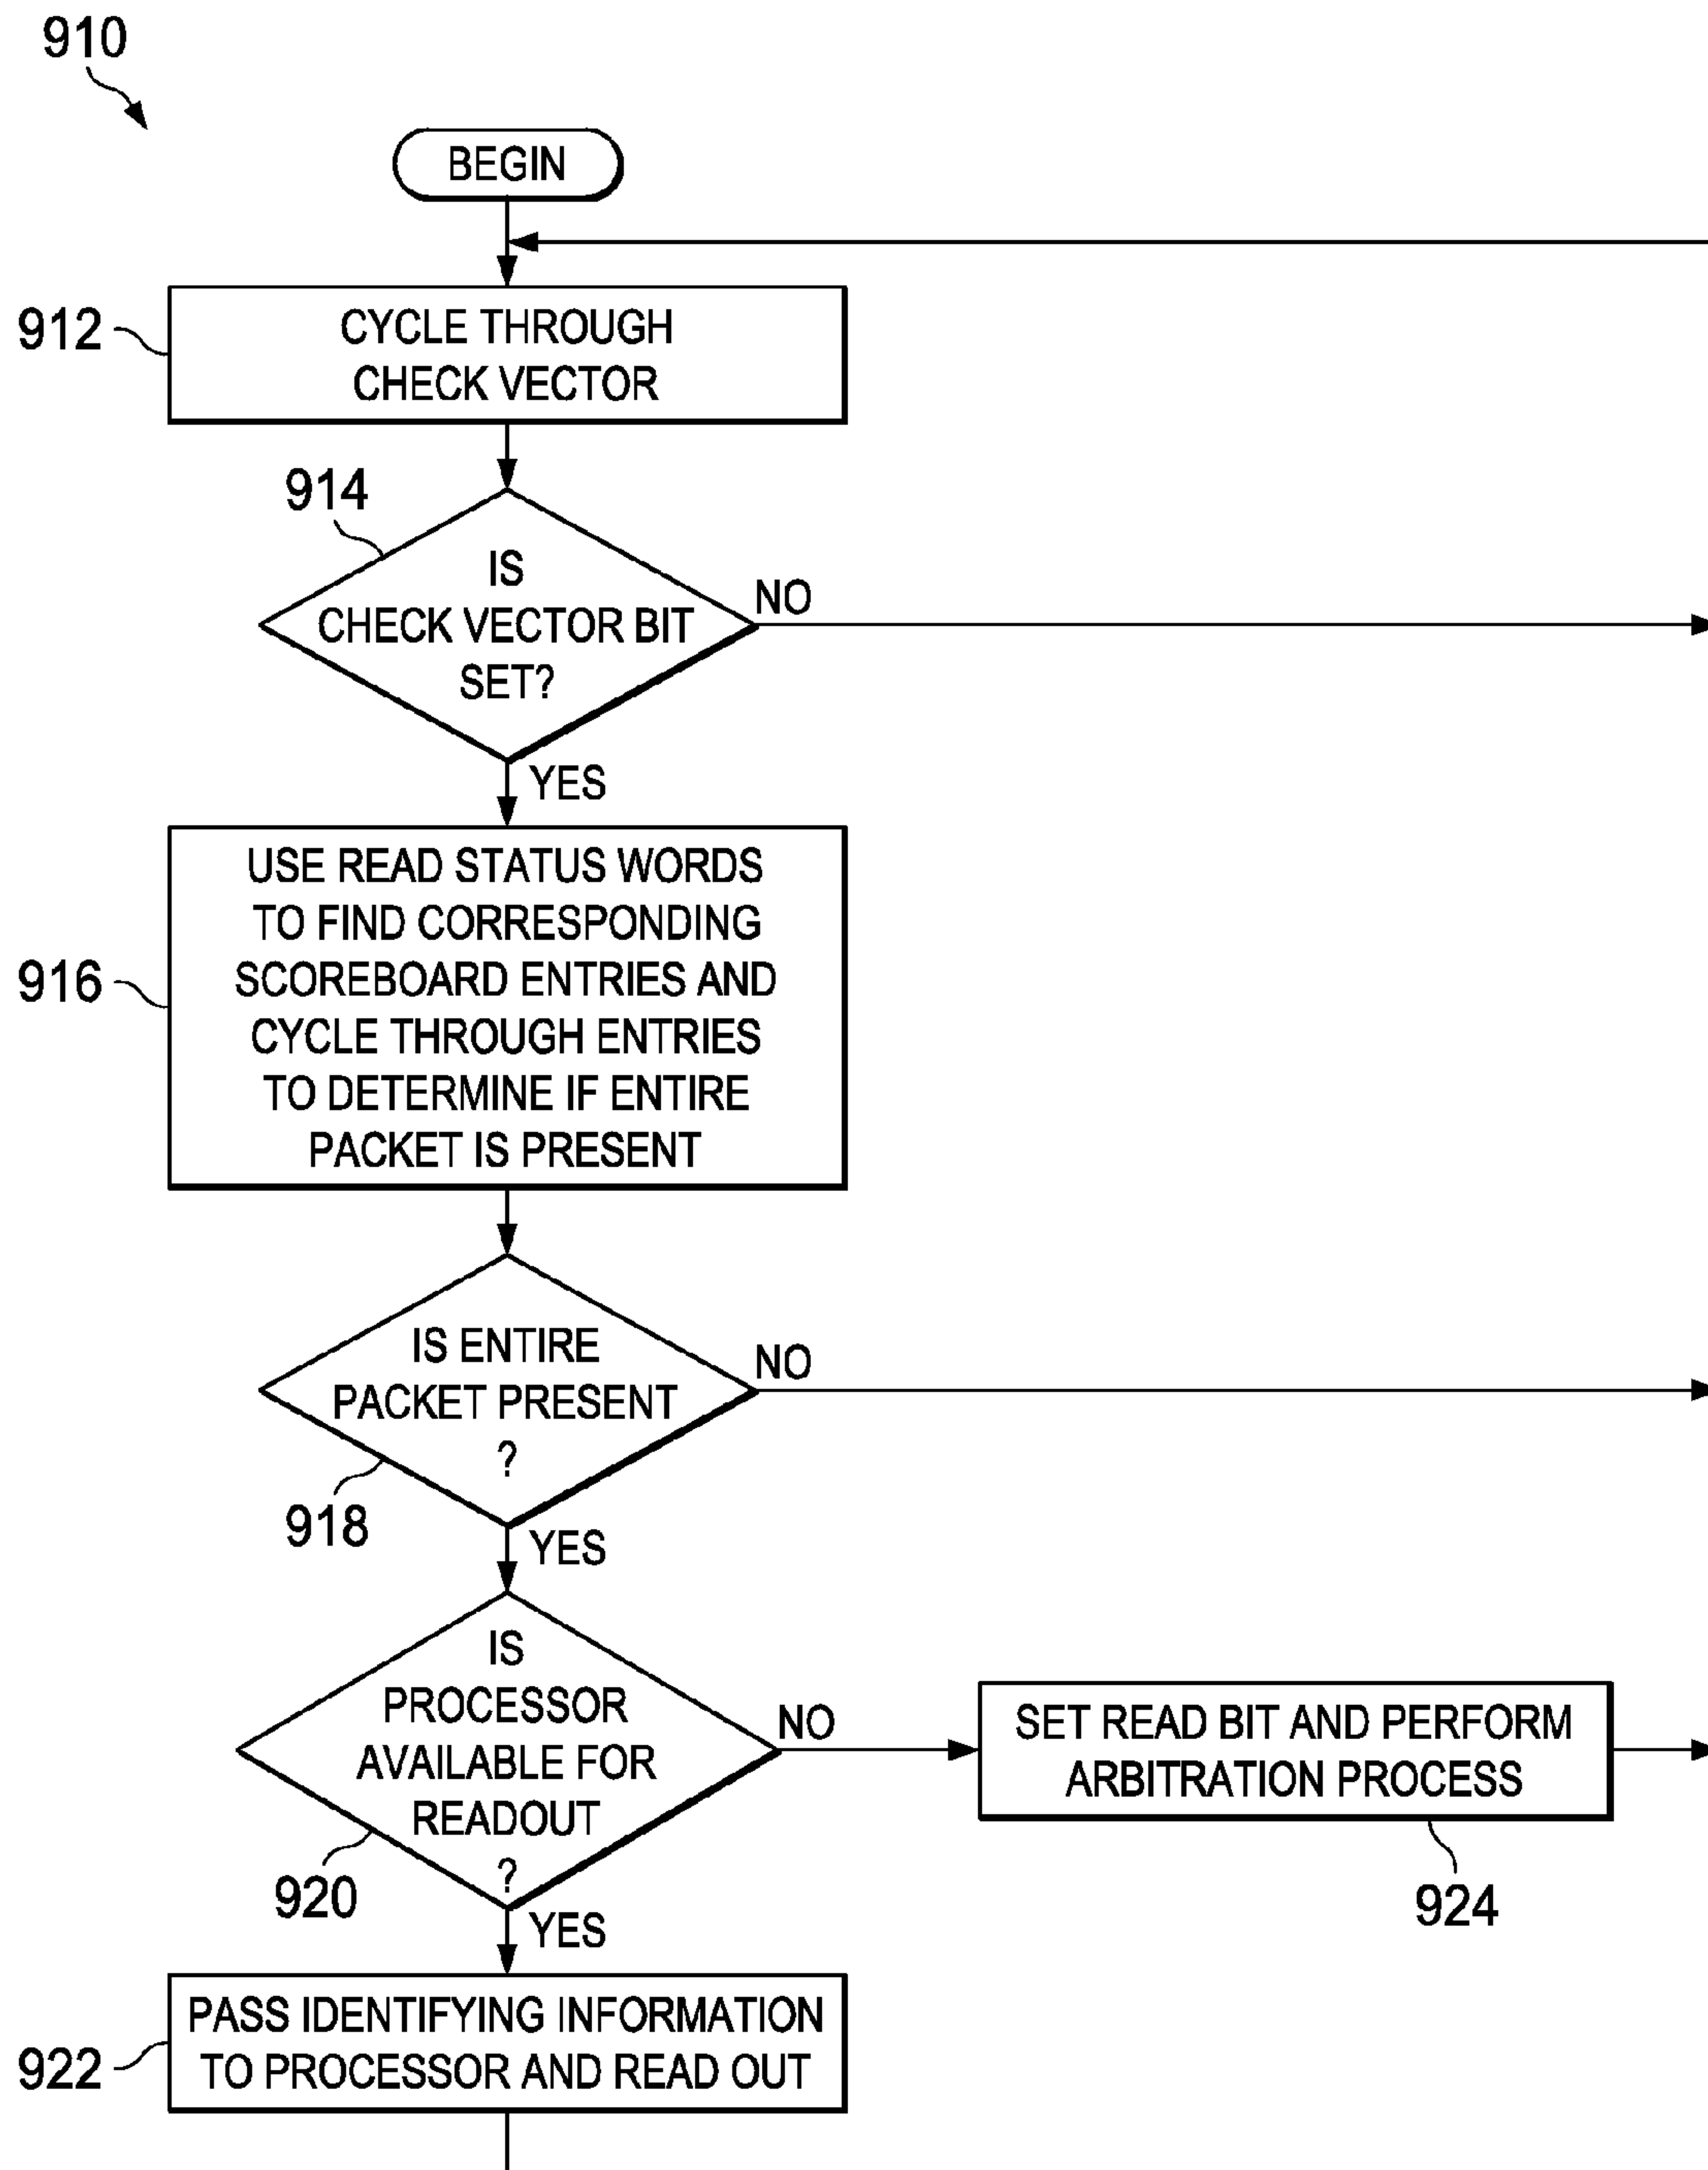 910
BEGIN
912
CYCLE THROUGH
CHECK VECTOR
914
IS
CHECK VECTOR BIT
SET?
NO
YES
916
USE READ STATUS WORDS
TO FIND CORRESPONDING
SCOREBOARD ENTRIES AND
CYCLE THROUGH ENTRIES
TO DETERMINE IF ENTIRE
PACKET IS PRESENT
IS ENTIRE
PACKET PRESENT
?
NO
918
YES
IS
PROCESSOR
AVAILABLE FOR
READOUT
?
NO
920
YES
SET READ BIT AND PERFORM
ARBITRATION PROCESS
924
922
PASS IDENTIFYING INFORMATION
TO PROCESSOR AND READ OUT